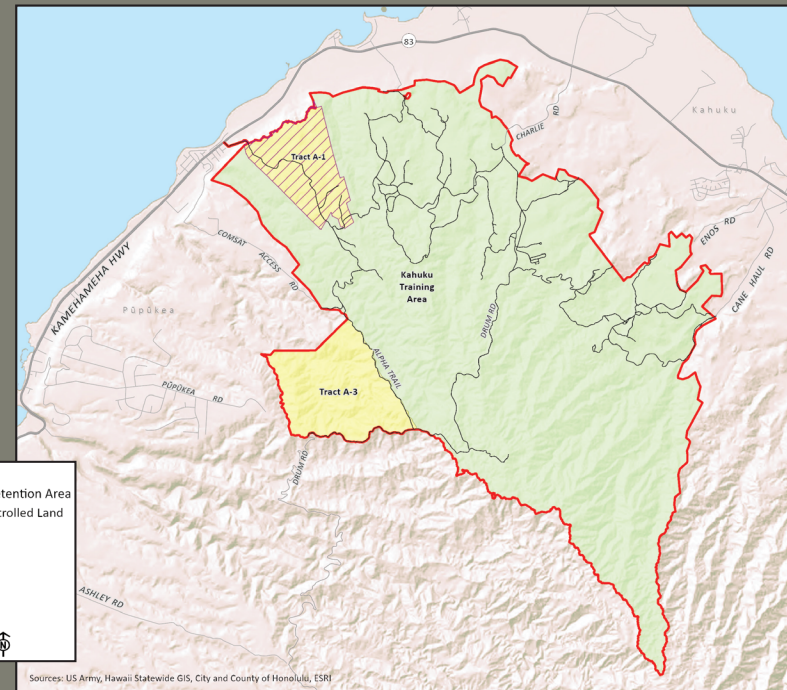 83
Kahuku
CHARLIE RD
Tract A-1
ENOS RD
COMSAT ACCESS RD
CANE HAUL RD
KAMEHAMEHA HWY
Kahuku
Training
Area
Pūpūkea
DRUM RD
ALPHA TRAIL
PŪPŪKEA RD
Tract A-3
DRUM RD
tention Area
trolled Land
ASHLEY RD
N
Sources: US Army, Hawaii Statewide GIS, City and County of Honolulu, ESRI